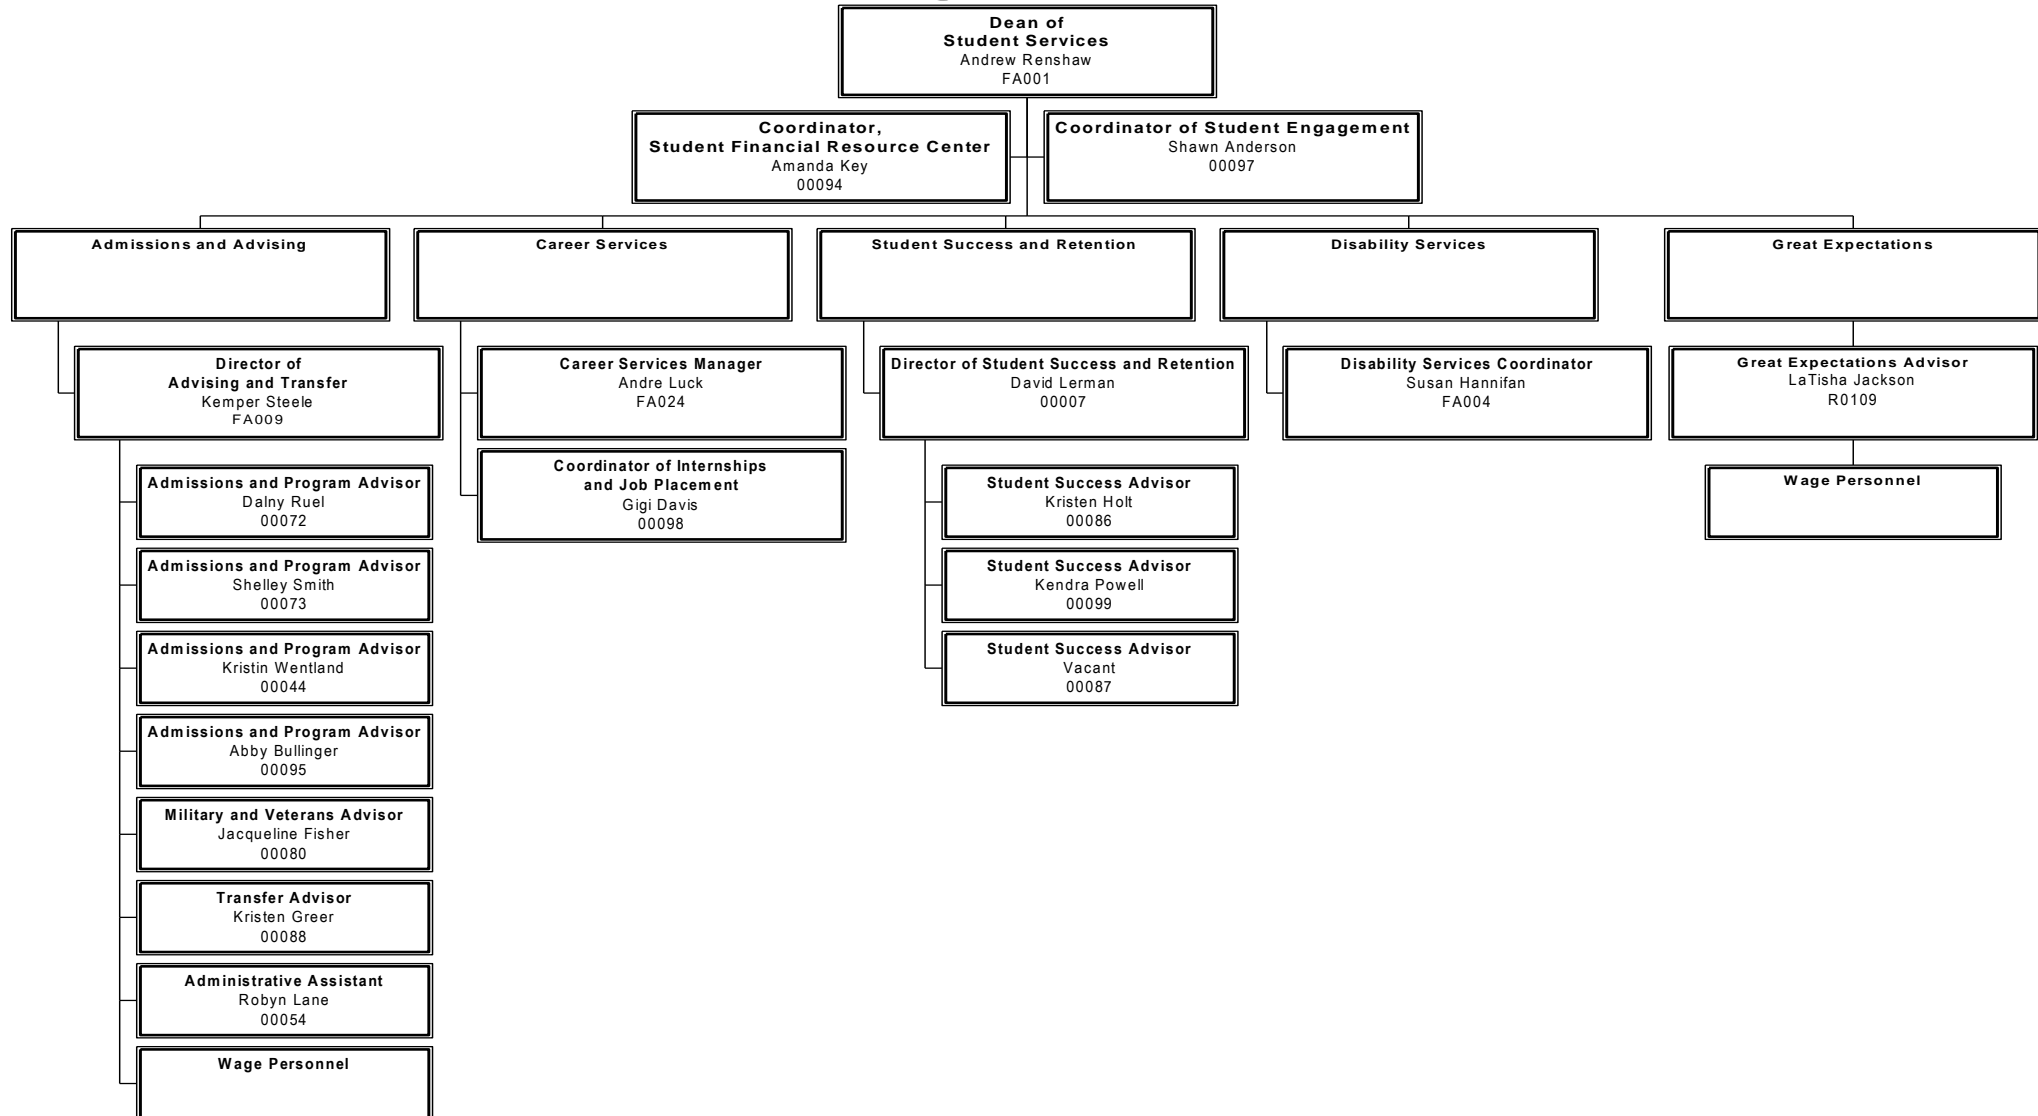 Dean of
Student Services
Andrew Renshaw
FA001
Coordinator,
Student Financial Resource Center
Amanda Key
00094
Coordinator of Student Engagement
Shawn Anderson
00097
Admissions and Advising
Career Services
Student Success and Retention
Disability Services
Great Expectations
Director of
Advising and Transfer
Kemper Steele
FA009
Admissions and Program Advisor
Dalny Ruel
00072
Admissions and Program Advisor
Shelley Smith
00073
Admissions and Program Advisor
Kristin Wentland
00044
Admissions and Program Advisor
Abby Bullinger
00095
Military and Veterans Advisor
Jacqueline Fisher
00080
Transfer Advisor
Kristen Greer
00088
Administrative Assistant
Robyn Lane
00054
Wage Personnel
Career Services Manager
Andre Luck
FA024
Coordinator of Internships
and Job Placement
Gigi Davis
00098
Director of Student Success and Retention
David Lerman
00007
Student Success Advisor
Kristen Holt
00086
Student Success Advisor
Kendra Powell
00099
Student Success Advisor
Vacant
00087
Disability Services Coordinator
Susan Hannifan
FA004
Great Expectations Advisor
LaTisha Jackson
R0109
Wage Personnel